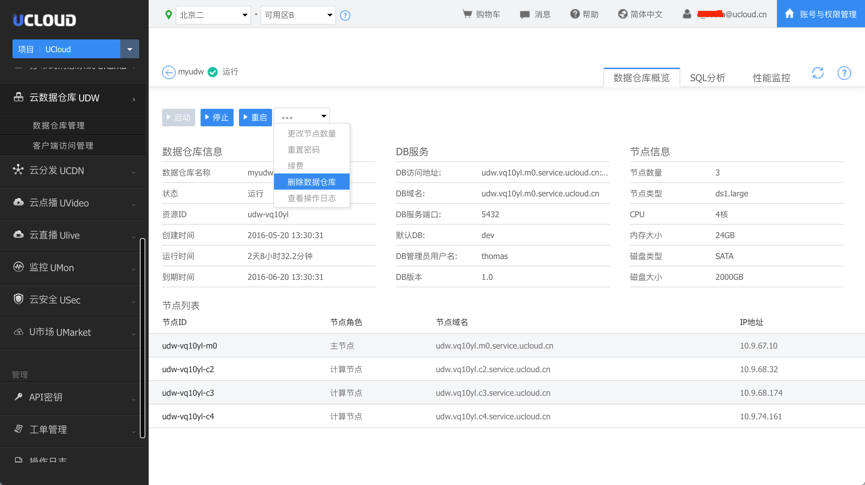 UCLOUD
项目 UCloud
云数据仓库 UDW
数据仓库管理
客户端访问管理
云分发 UCDN
云点播 UVideo
云直播 Ulive
监控 UMon
云安全 USec
U市场 UMarket
管理
API密钥
工单管理
操作日志
北京二 - 可用区B ?
购物车 消息 帮助 简体中文 @ucloud.cn 账号与权限管理
myudw 运行
数据仓库概览 SQL分析 性能监控 ?
启动 停止 重启 •••
更改节点数量
重置密码
续费
删除数据仓库
查看操作日志
数据仓库信息
数据仓库名称 myudw
状态 运行
资源ID udw-vq10yl
创建时间 2016-05-20 13:30:31
运行时间 2天8小时32.2分钟
到期时间 2016-06-20 13:30:31
DB服务
DB访问地址: udw.vq10yl.m0.service.ucloud.cn:...
DB域名: udw.vq10yl.m0.service.ucloud.cn
DB服务端口: 5432
默认DB: dev
DB管理员用户名: thomas
DB版本 1.0
节点信息
节点数量 3
节点类型 ds1.large
CPU 4核
内存大小 24GB
磁盘类型 SATA
磁盘大小 2000GB
节点列表
节点ID 节点角色 节点域名 IP地址
udw-vq10yl-m0 主节点 udw.vq10yl.m0.service.ucloud.cn 10.9.67.10
udw-vq10yl-c2 计算节点 udw.vq10yl.c2.service.ucloud.cn 10.9.68.32
udw-vq10yl-c3 计算节点 udw.vq10yl.c3.service.ucloud.cn 10.9.68.174
udw-vq10yl-c4 计算节点 udw.vq10yl.c4.service.ucloud.cn 10.9.74.161